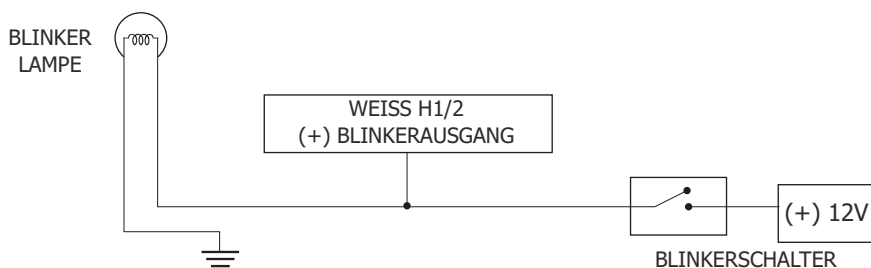 BLINKER
LAMPE
WEISS H1/2
(+) BLINKERAUSGANG
(+) 12V
BLINKERSCHALTER